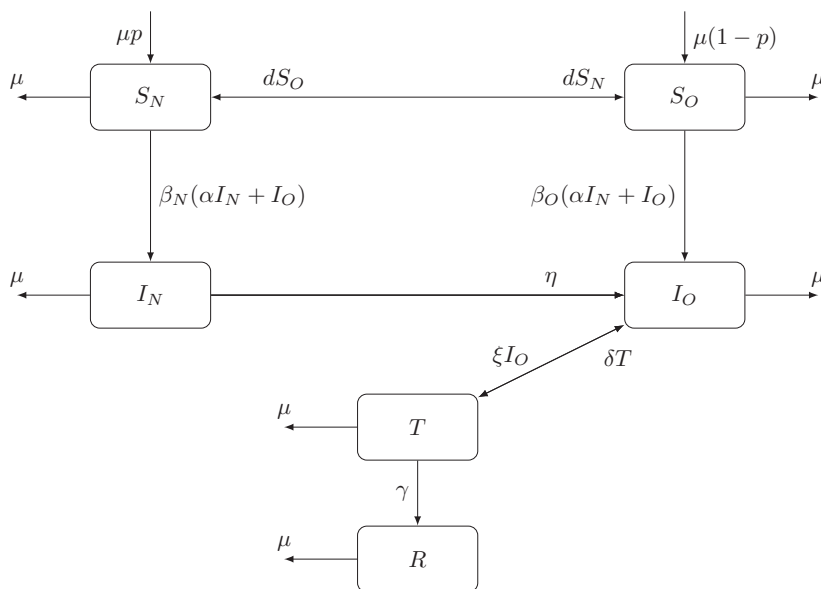 μp
μ(1 − p)
μ
S_N
dS_O
dS_N
S_O
μ
β_N(αI_N + I_O)
β_O(αI_N + I_O)
μ
I_N
η
I_O
μ
ξI_O
δT
μ
T
γ
μ
R